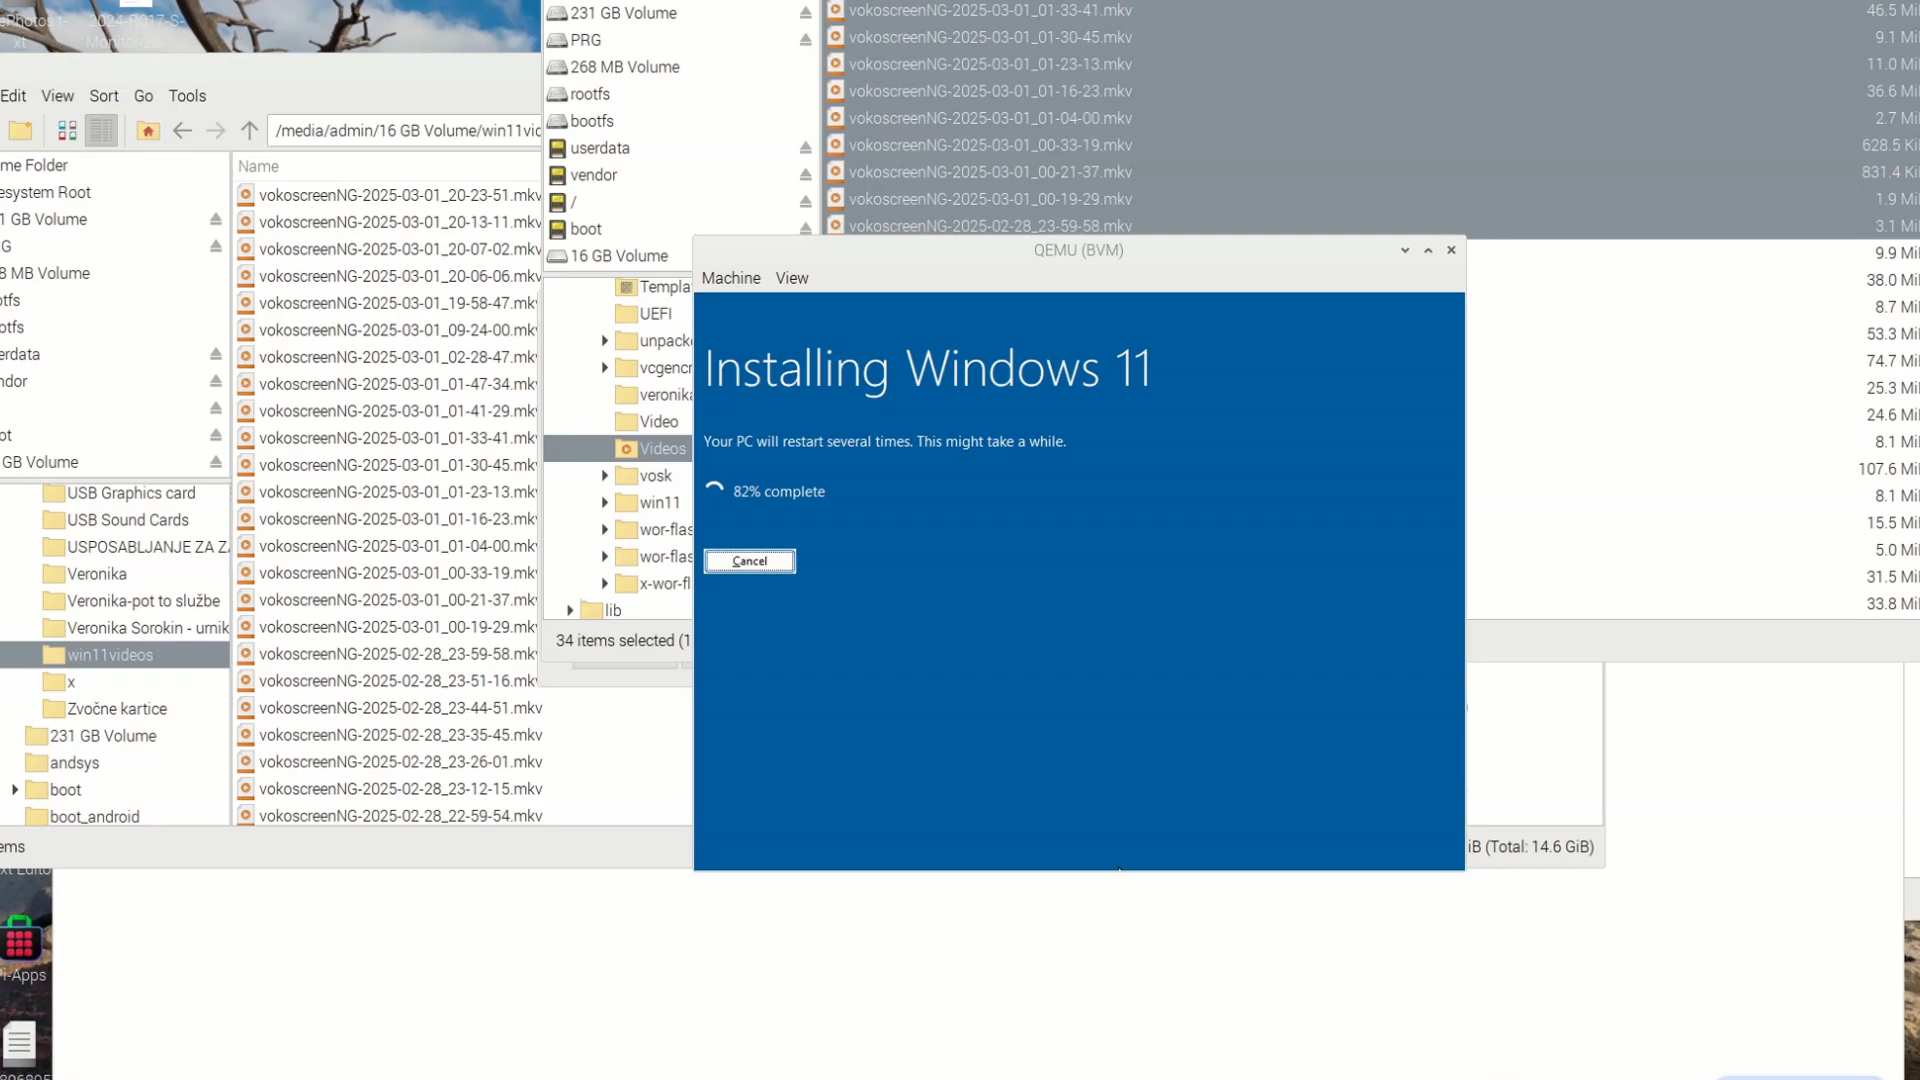 2024-R017-S-
xt
Edit View Sort Go Tools
/media/admin/16 GB Volume/win11vid
me Folder
esystem Root
1 GB Volume
G
8 MB Volume
otfs
otfs
erdata
ndor
ot
GB Volume
USB Graphics card
USB Sound Cards
USPOSABLJANJE ZA Z
Veronika
Veronika-pot to službe
Veronika Sorokin - urnik
win11videos
x
Zvočne kartice
231 GB Volume
andsys
boot
boot_android
ems
Name
vokoscreenNG-2025-03-01_20-23-51.mkv
vokoscreenNG-2025-03-01_20-13-11.mkv
vokoscreenNG-2025-03-01_20-07-02.mkv
vokoscreenNG-2025-03-01_20-06-06.mkv
vokoscreenNG-2025-03-01_19-58-47.mkv
vokoscreenNG-2025-03-01_09-24-00.mkv
vokoscreenNG-2025-03-01_02-28-47.mkv
vokoscreenNG-2025-03-01_01-47-34.mkv
vokoscreenNG-2025-03-01_01-41-29.mkv
vokoscreenNG-2025-03-01_01-33-41.mkv
vokoscreenNG-2025-03-01_01-30-45.mkv
vokoscreenNG-2025-03-01_01-23-13.mkv
vokoscreenNG-2025-03-01_01-16-23.mkv
vokoscreenNG-2025-03-01_01-04-00.mkv
vokoscreenNG-2025-03-01_00-33-19.mkv
vokoscreenNG-2025-03-01_00-21-37.mkv
vokoscreenNG-2025-03-01_00-19-29.mkv
vokoscreenNG-2025-02-28_23-59-58.mkv
vokoscreenNG-2025-02-28_23-51-16.mkv
vokoscreenNG-2025-02-28_23-44-51.mkv
vokoscreenNG-2025-02-28_23-35-45.mkv
vokoscreenNG-2025-02-28_23-26-01.mkv
vokoscreenNG-2025-02-28_23-12-15.mkv
vokoscreenNG-2025-02-28_22-59-54.mkv
231 GB Volume
PRG
268 MB Volume
rootfs
bootfs
userdata
vendor
/
boot
16 GB Volume
Templa
UEFI
unpack
vcgencm
veronika
Video
Videos
vosk
win11
wor-flas
wor-flas
x-wor-fl
lib
34 items selected (1
vokoscreenNG-2025-03-01_01-33-41.mkv 46.5 Mi
vokoscreenNG-2025-03-01_01-30-45.mkv 9.1 Mi
vokoscreenNG-2025-03-01_01-23-13.mkv 11.0 Mi
vokoscreenNG-2025-03-01_01-16-23.mkv 36.6 Mi
vokoscreenNG-2025-03-01_01-04-00.mkv 2.7 Mi
vokoscreenNG-2025-03-01_00-33-19.mkv 628.5 Ki
vokoscreenNG-2025-03-01_00-21-37.mkv 831.4 Ki
vokoscreenNG-2025-03-01_00-19-29.mkv 1.9 Mi
vokoscreenNG-2025-02-28_23-59-58.mkv 3.1 Mi
9.9 Mi
38.0 Mi
8.7 Mi
53.3 Mi
74.7 Mi
25.3 Mi
24.6 Mi
8.1 Mi
107.6 Mi
8.1 Mi
15.5 Mi
5.0 Mi
31.5 Mi
33.8 Mi
QEMU (BVM)
Machine View
Installing Windows 11
Your PC will restart several times. This might take a while.
82% complete
Cancel
iB (Total: 14.6 GiB)
Pi-Apps